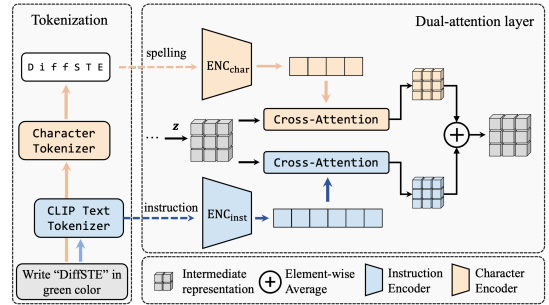 Tokenization
Dual-attention layer
D i f f S T E
spelling
ENCchar
Character
Tokenizer
Cross-Attention
... z
Cross-Attention
CLIP Text
Tokenizer
instruction
ENCinst
Write “DiffSTE” in
green color
Intermediate
representation
Element-wise
Average
Instruction
Encoder
Character
Encoder